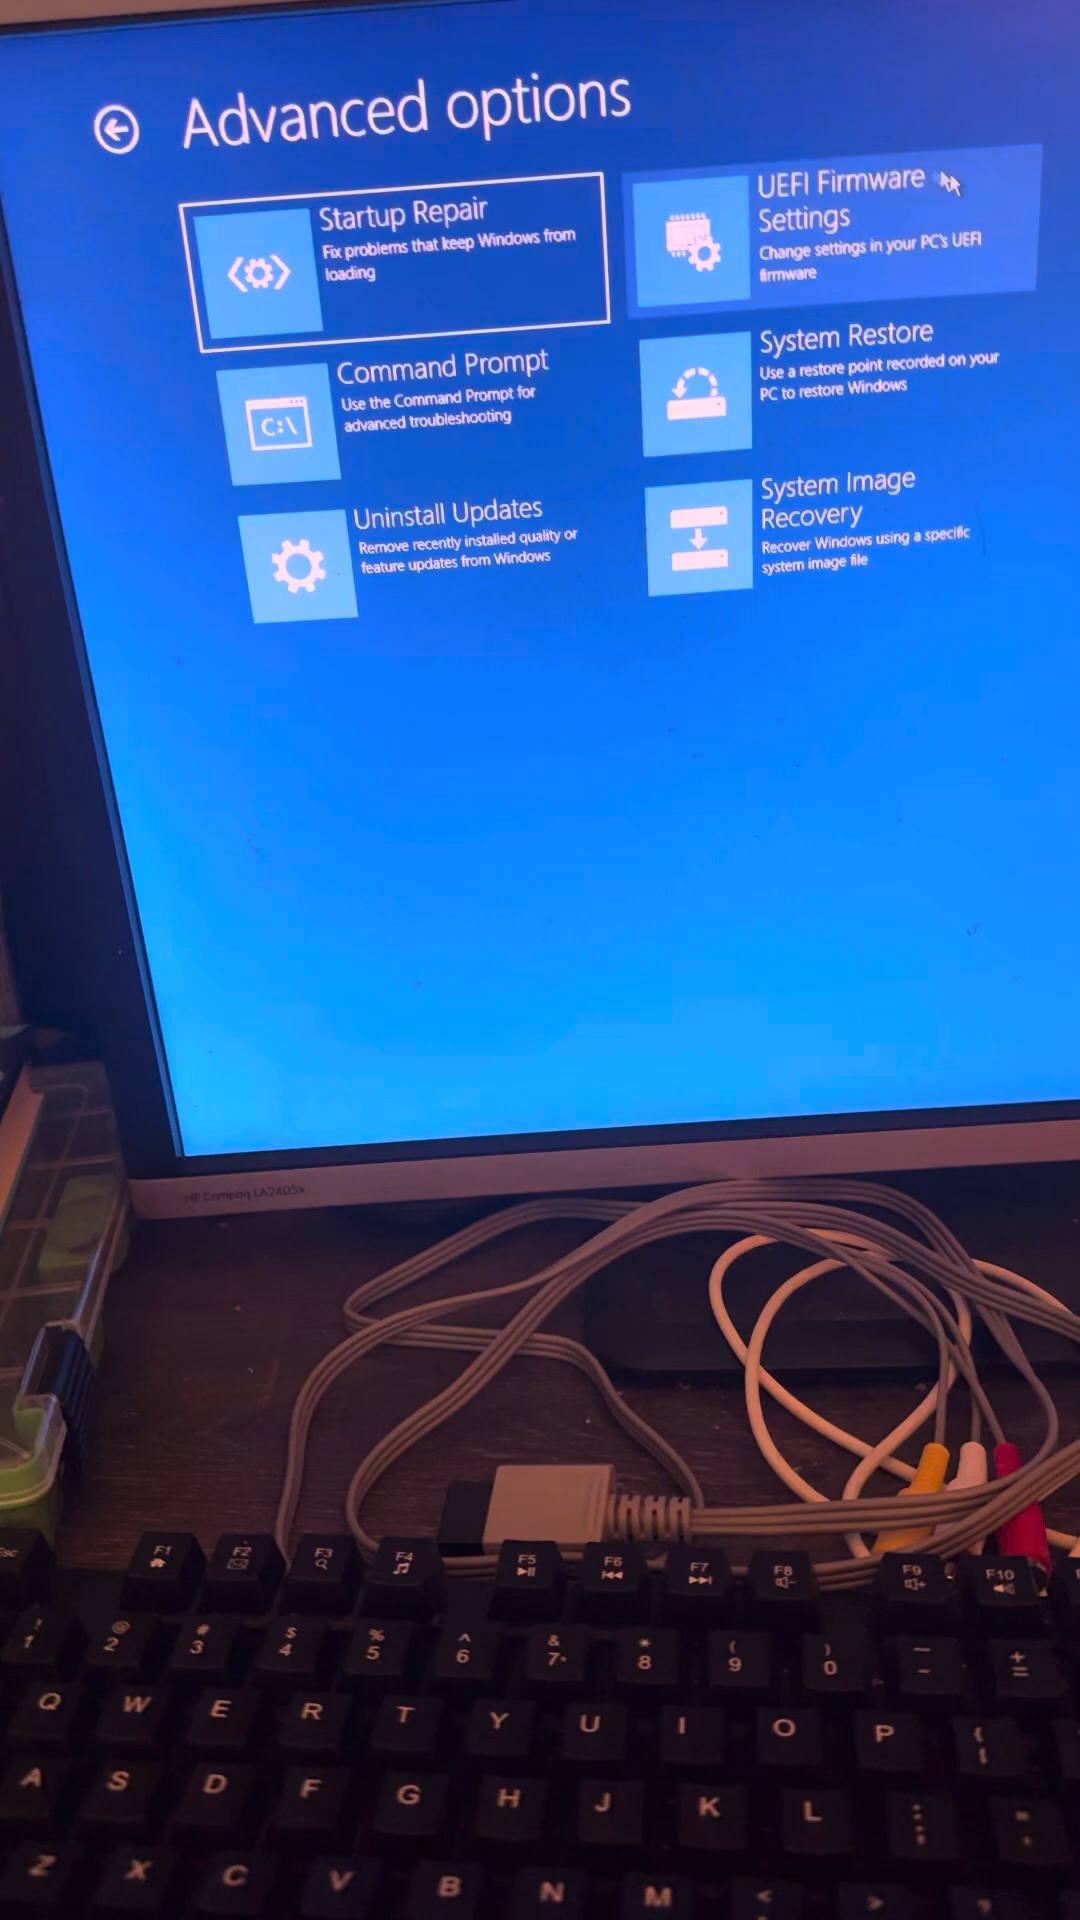 Advanced options
Startup Repair
Fix problems that keep Windows from
loading
UEFI Firmware
Settings
Change settings in your PC's UEFI
firmware
Command Prompt
Use the Command Prompt for
advanced troubleshooting
C:\
System Restore
Use a restore point recorded on your
PC to restore Windows
Uninstall Updates
Remove recently installed quality or
feature updates from Windows
System Image
Recovery
Recover Windows using a specific
system image file
HP Compaq LA2405x
Esc F1 F2 F3 F4 F5 F6 F7 F8 F9 F10
! @ # $ % ^ & * ( ) — +
1 2 3 4 5 6 7 8 9 0 - =
Q W E R T Y U I O P {
[
A S D F G H J K L : "
; '
Z X C V B N M < > ?